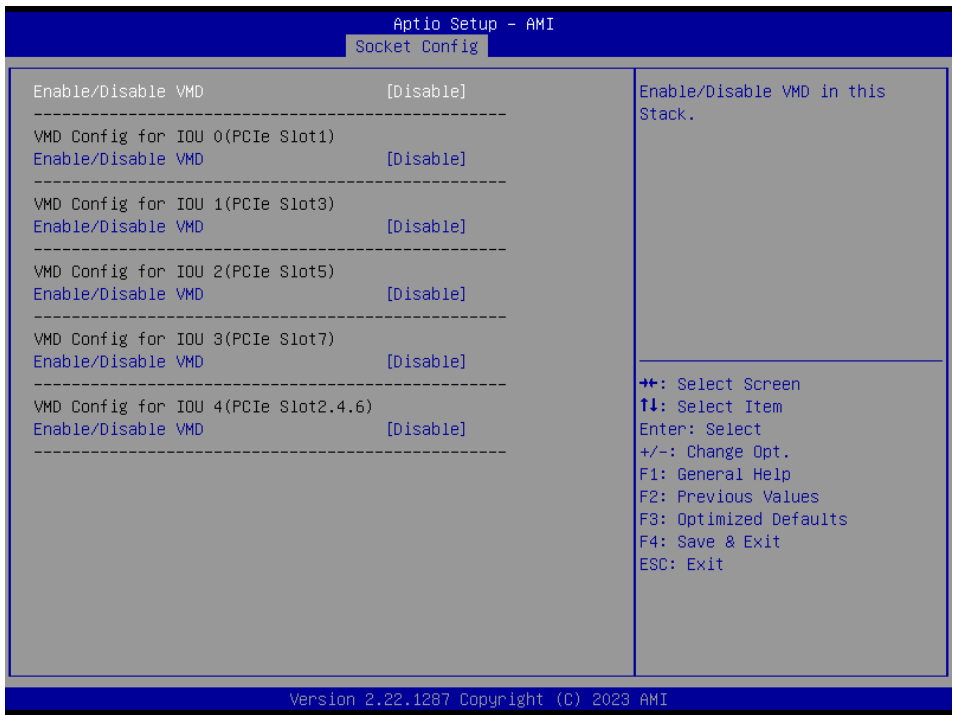 Aptio Setup – AMI
Socket Config
Enable/Disable VMD [Disable]
--------------------------------------------------
VMD Config for IOU 0(PCIe Slot1)
Enable/Disable VMD [Disable]
--------------------------------------------------
VMD Config for IOU 1(PCIe Slot3)
Enable/Disable VMD [Disable]
--------------------------------------------------
VMD Config for IOU 2(PCIe Slot5)
Enable/Disable VMD [Disable]
--------------------------------------------------
VMD Config for IOU 3(PCIe Slot7)
Enable/Disable VMD [Disable]
--------------------------------------------------
VMD Config for IOU 4(PCIe Slot2.4.6)
Enable/Disable VMD [Disable]
--------------------------------------------------
Enable/Disable VMD in this
Stack.
→←: Select Screen
↑↓: Select Item
Enter: Select
+/-: Change Opt.
F1: General Help
F2: Previous Values
F3: Optimized Defaults
F4: Save & Exit
ESC: Exit
Version 2.22.1287 Copyright (C) 2023 AMI